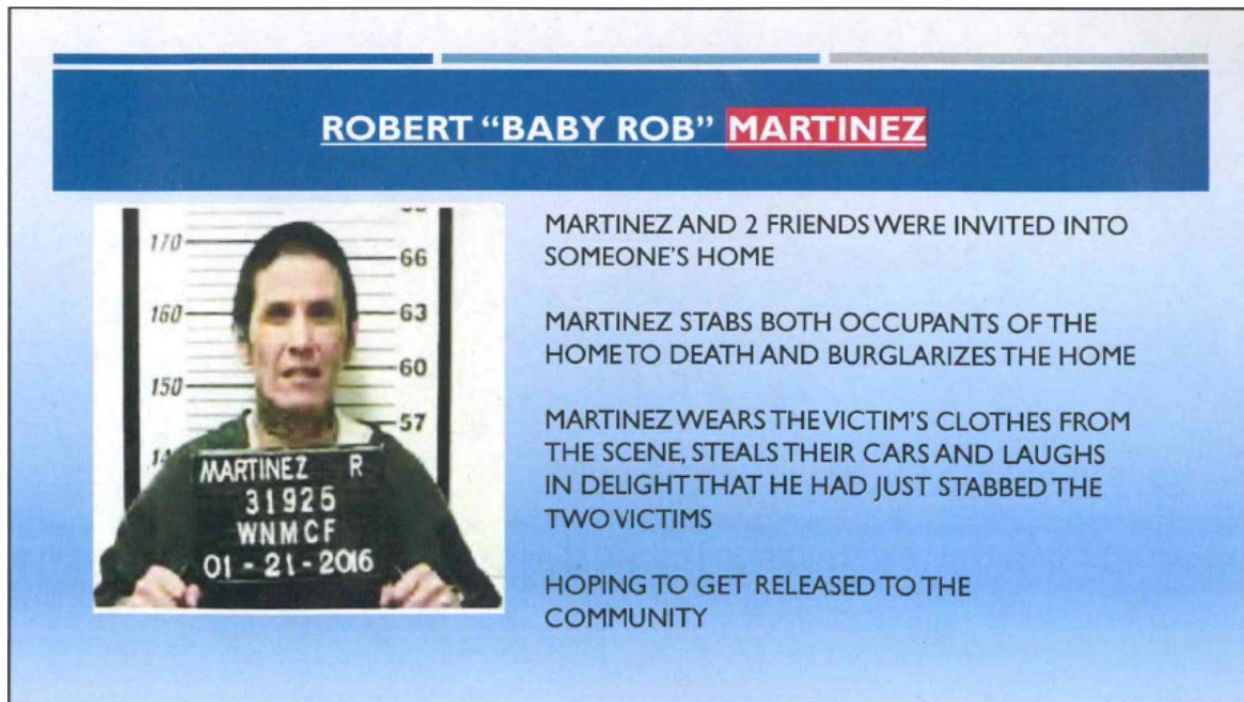 ROBERT “BABY ROB” MARTINEZ
MARTINEZ AND 2 FRIENDS WERE INVITED INTO
SOMEONE’S HOME
MARTINEZ STABS BOTH OCCUPANTS OF THE
HOME TO DEATH AND BURGLARIZES THE HOME
MARTINEZ WEARS THE VICTIM’S CLOTHES FROM
THE SCENE, STEALS THEIR CARS AND LAUGHS
IN DELIGHT THAT HE HAD JUST STABBED THE
TWO VICTIMS
HOPING TO GET RELEASED TO THE
COMMUNITY
170
66
160
63
60
150
57
MARTINEZ R
31925
WNMCF
01-21-2016